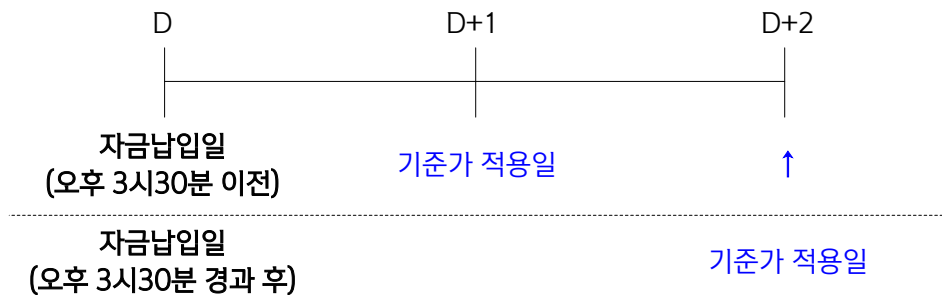 D D+1 D+2
자금납입일
(오후 3시30분 이전)
기준가 적용일
↑
자금납입일
(오후 3시30분 경과 후)
기준가 적용일